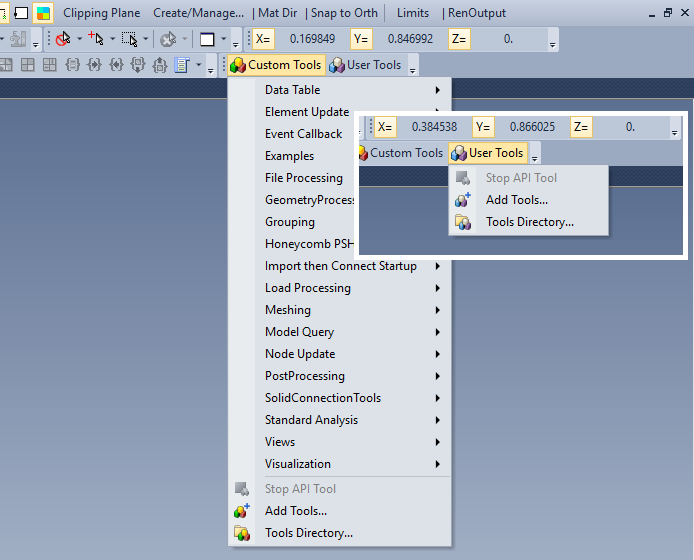 Clipping Plane Create/Manage... | Mat Dir | Snap to Orth Limits | RenOutput
X= 0.169849 Y= 0.846992 Z= 0.
Custom Tools User Tools
Data Table
Element Update
Event Callback
Examples
File Processing
GeometryProces
Grouping
Honeycomb PSH
Import then Connect Startup
Load Processing
Meshing
Model Query
Node Update
PostProcessing
SolidConnectionTools
Standard Analysis
Views
Visualization
Stop API Tool
Add Tools...
Tools Directory...
X= 0.384538 Y= 0.866025 Z= 0.
Custom Tools User Tools
Stop API Tool
Add Tools...
Tools Directory...